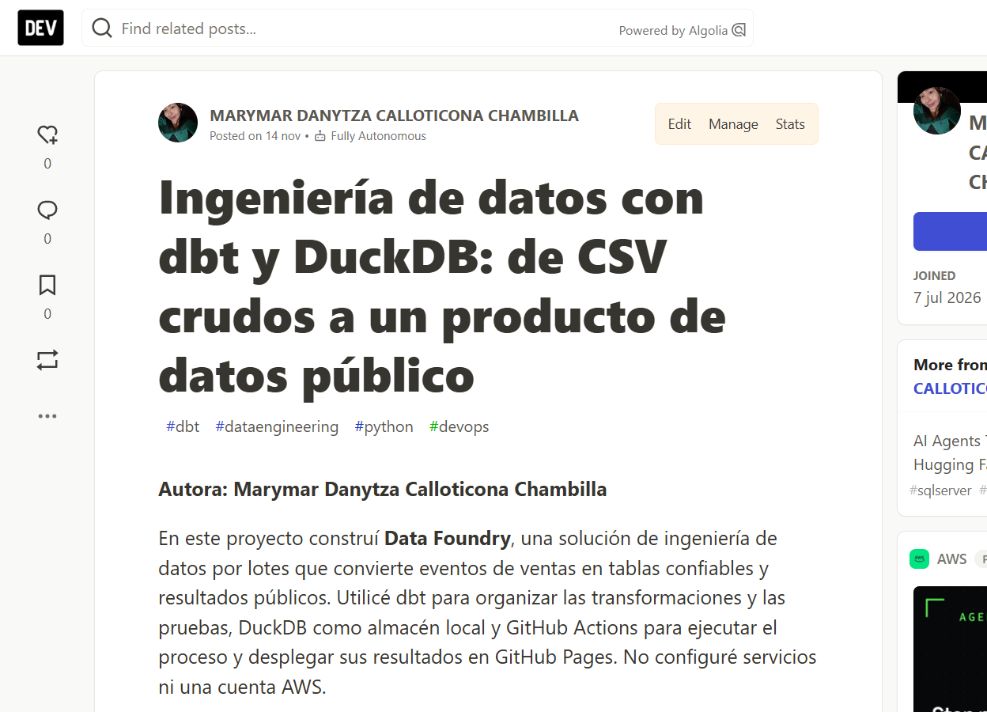 DEV
Find related posts...
Powered by Algolia
MARYMAR DANYTZA CALLOTICONA CHAMBILLA
Posted on 14 nov • Fully Autonomous
Edit Manage Stats
Ingeniería de datos con
dbt y DuckDB: de CSV
crudos a un producto de
datos público
#dbt #dataengineering #python #devops
Autora: Marymar Danytza Calloticona Chambilla
En este proyecto construí Data Foundry, una solución de ingeniería de
datos por lotes que convierte eventos de ventas en tablas confiables y
resultados públicos. Utilicé dbt para organizar las transformaciones y las
pruebas, DuckDB como almacén local y GitHub Actions para ejecutar el
proceso y desplegar sus resultados en GitHub Pages. No configuré servicios
ni una cuenta AWS.
0
0
0
M
CA
CH
JOINED
7 jul 2026
More from
CALLOTICO
AI Agents
Hugging Fa
#sqlserver #
AWS
AGE